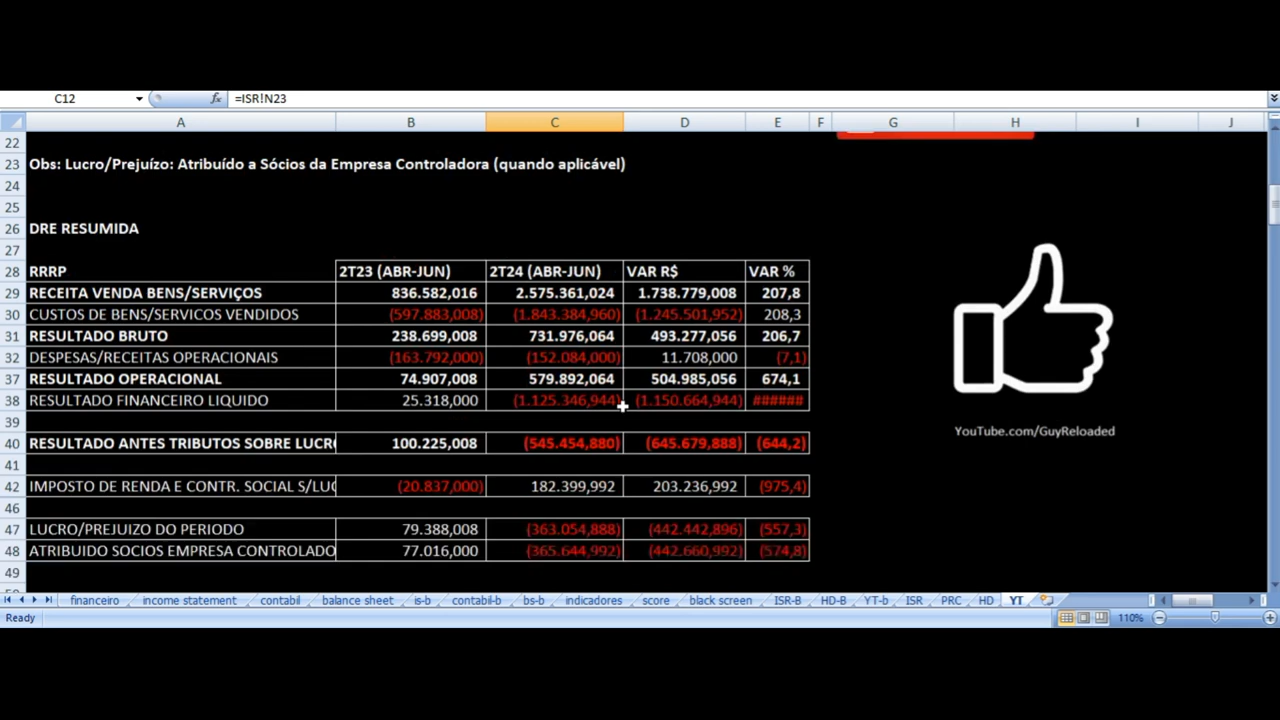 C12 fx =ISR!N23
A B C D E F G H I J
22
23 Obs: Lucro/Prejuízo: Atribuído a Sócios da Empresa Controladora (quando aplicável)
24
25
26 DRE RESUMIDA
27
28 RRRP 2T23 (ABR-JUN) 2T24 (ABR-JUN) VAR R$ VAR %
29 RECEITA VENDA BENS/SERVIÇOS 836.582,016 2.575.361,024 1.738.779,008 207,8
30 CUSTOS DE BENS/SERVICOS VENDIDOS (597.883,008) (1.843.384,960) (1.245.501,952) 208,3
31 RESULTADO BRUTO 238.699,008 731.976,064 493.277,056 206,7
32 DESPESAS/RECEITAS OPERACIONAIS (163.792,000) (152.084,000) 11.708,000 (7,1)
37 RESULTADO OPERACIONAL 74.907,008 579.892,064 504.985,056 674,1
38 RESULTADO FINANCEIRO LIQUIDO 25.318,000 (1.125.346,944) (1.150.664,944) ######
39
40 RESULTADO ANTES TRIBUTOS SOBRE LUCRO 100.225,008 (545.454,880) (645.679,888) (644,2)
41
42 IMPOSTO DE RENDA E CONTR. SOCIAL S/LUC (20.837,000) 182.399,992 203.236,992 (975,4)
46
47 LUCRO/PREJUIZO DO PERIODO 79.388,008 (363.054,888) (442.442,896) (557,3)
48 ATRIBUIDO SOCIOS EMPRESA CONTROLADO 77.016,000 (365.644,992) (442.660,992) (574,8)
49
YouTube.com/GuyReloaded
financeiro income statement contabil balance sheet is-b contabil-b bs-b indicadores score black screen ISR-B HD-B YT-b ISR PRC HD YT
Ready 110%